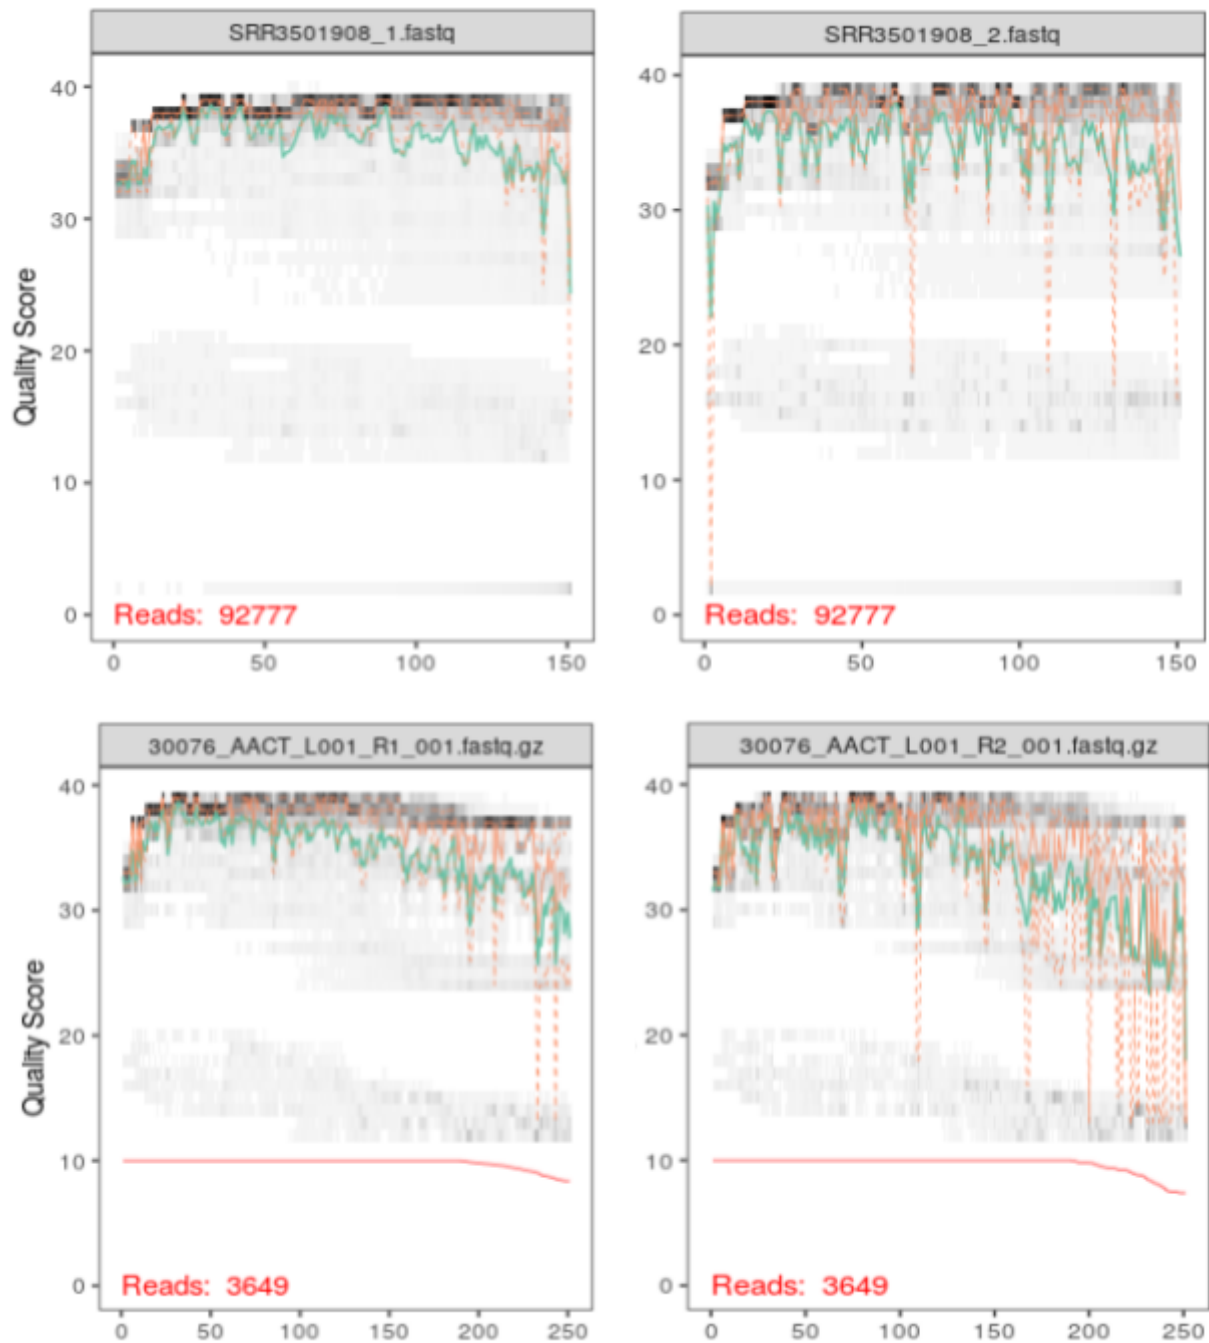 SRR3501908_1.fastq
SRR3501908_2.fastq
Quality Score
40
30
20
10
0
Reads: 92777
0 50 100 150
40
30
20
10
0
Reads: 92777
0 50 100 150
30076_AACT_L001_R1_001.fastq.gz
30076_AACT_L001_R2_001.fastq.gz
Quality Score
40
30
20
10
0
Reads: 3649
0 50 100 150 200 250
40
30
20
10
0
Reads: 3649
0 50 100 150 200 250